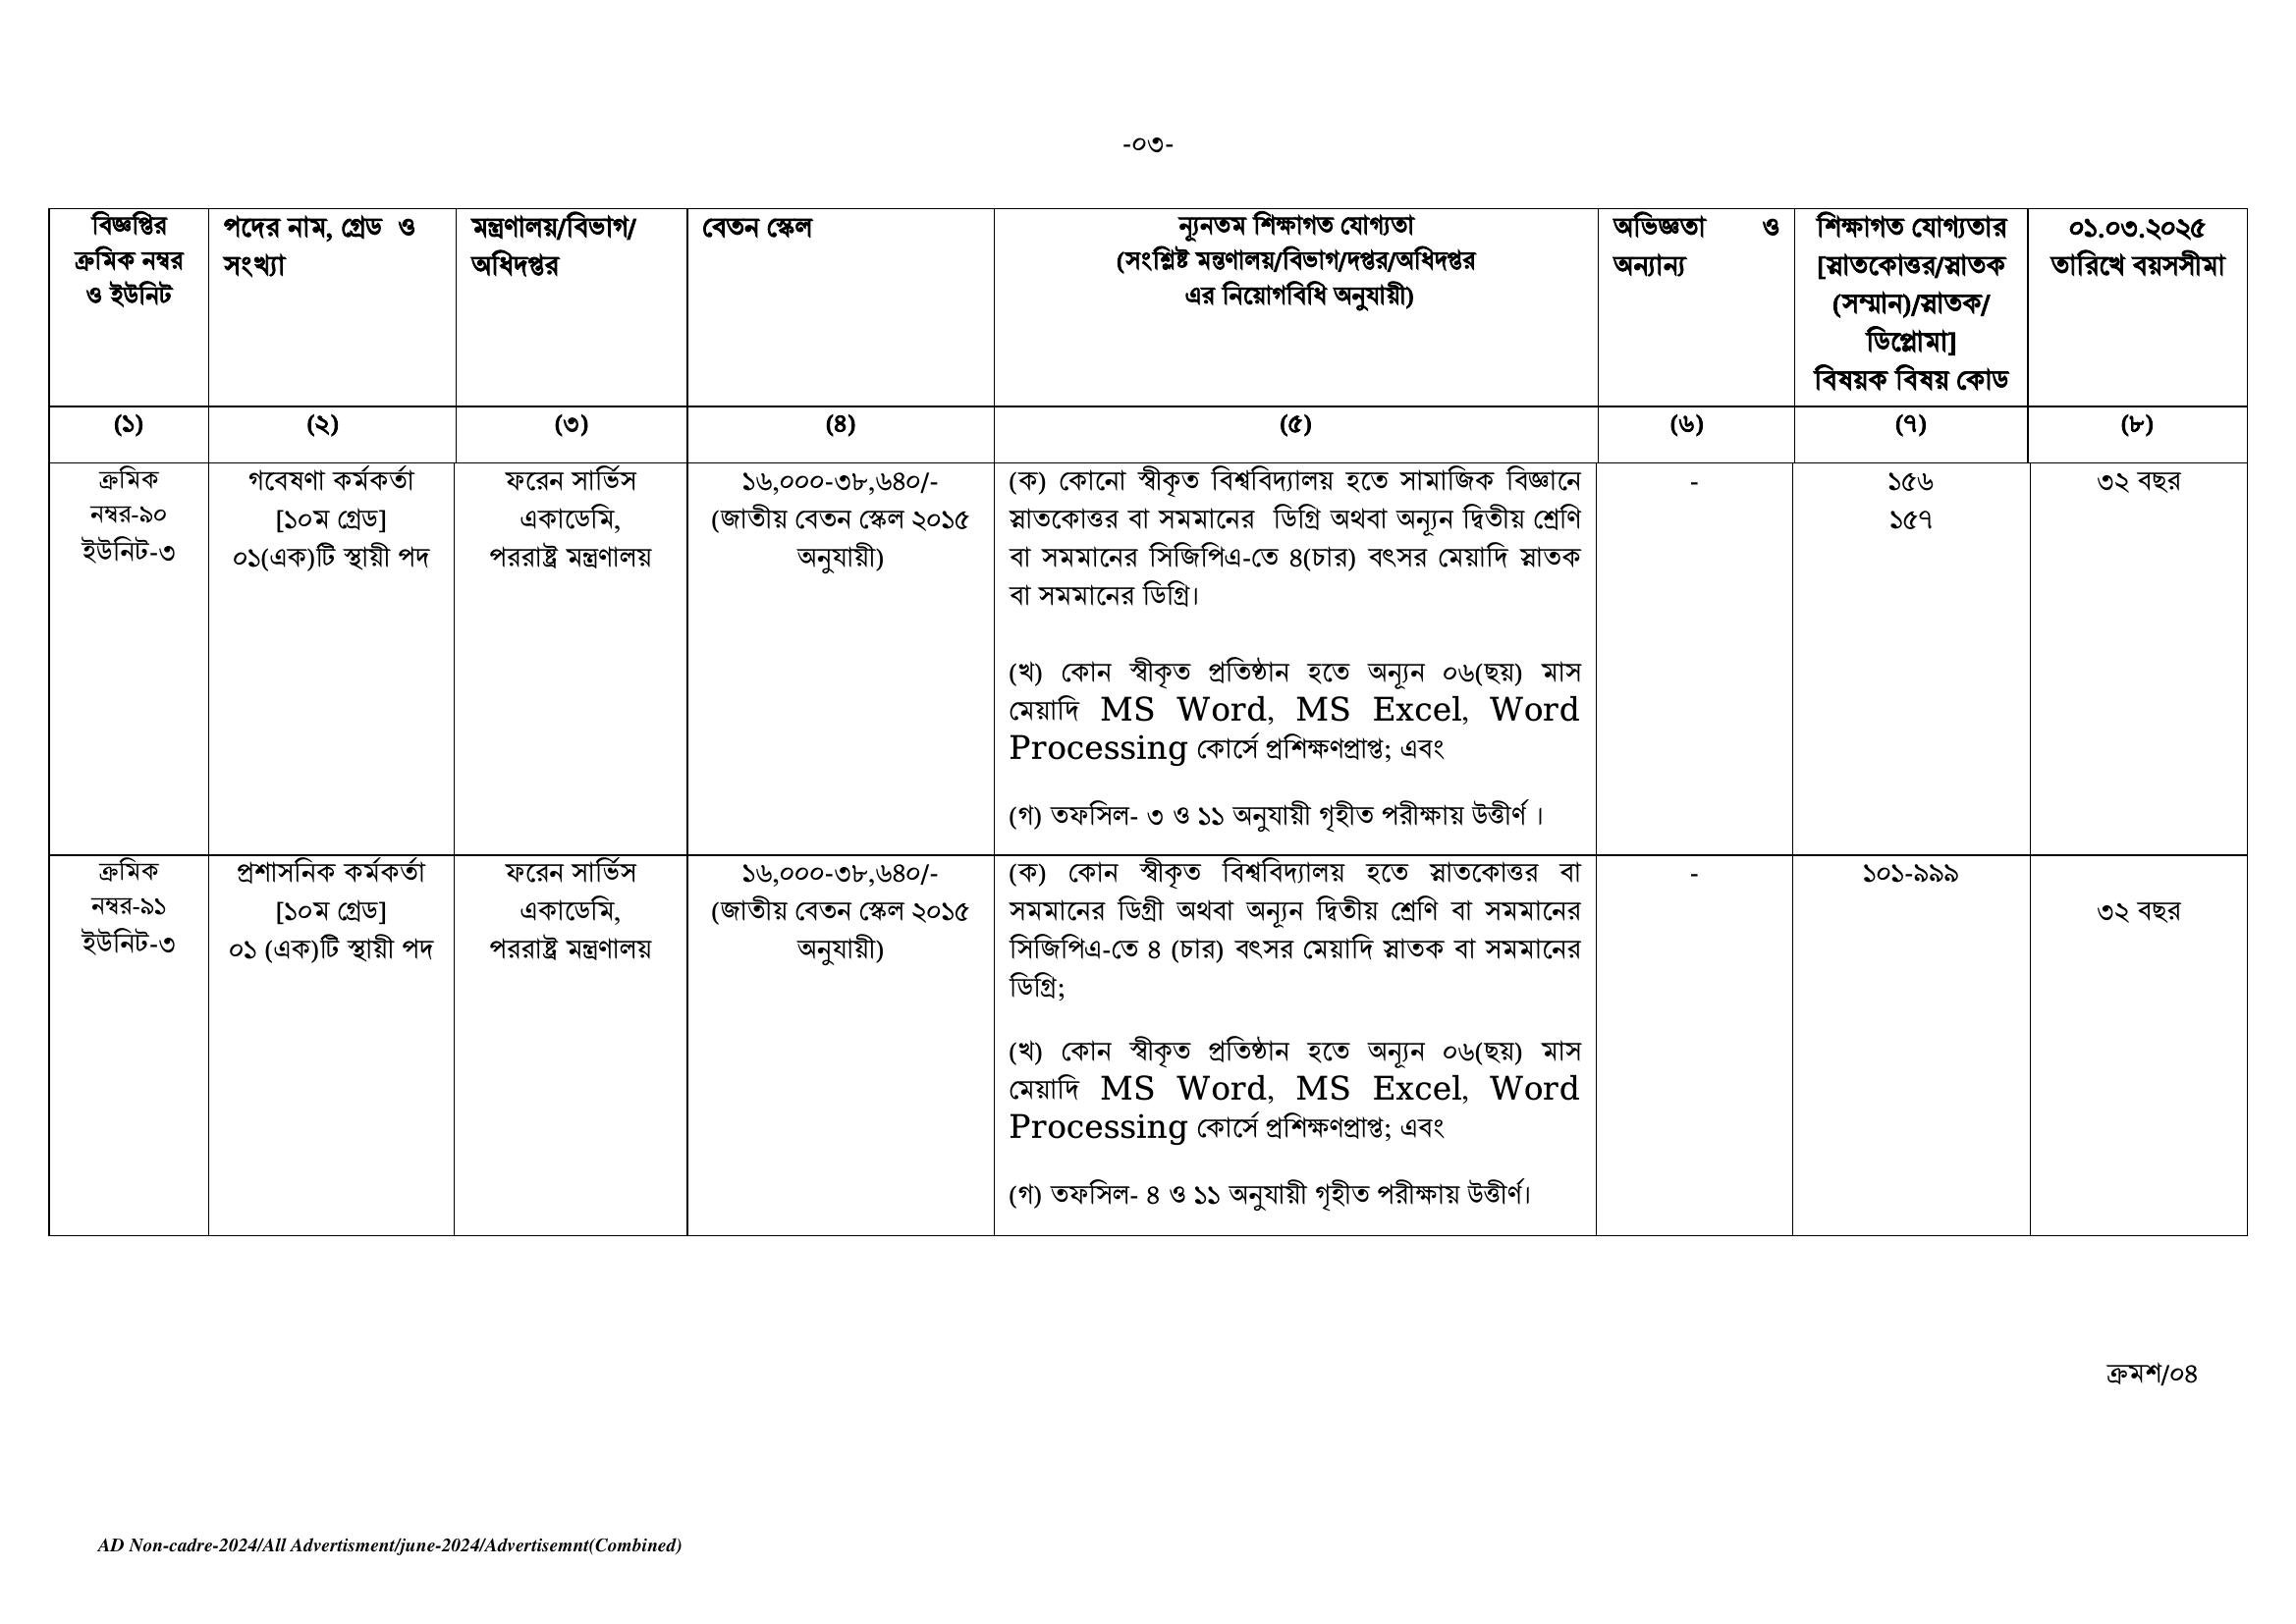 -০৩-
বিজ্ঞপ্তির
ক্রমিক নম্বর
ও ইউনিট
পদের নাম, গ্রেড ও
সংখ্যা
মন্ত্রণালয়/বিভাগ/
অধিদপ্তর
বেতন স্কেল
ন্যূনতম শিক্ষাগত যোগ্যতা
(সংশ্লিষ্ট মন্তণালয়/বিভাগ/দপ্তর/অধিদপ্তর
এর নিয়োগবিধি অনুযায়ী)
অভিজ্ঞতা ও
অন্যান্য
শিক্ষাগত যোগ্যতার
[স্নাতকোত্তর/স্নাতক
(সম্মান)/স্নাতক/
ডিপ্লোমা]
বিষয়ক বিষয় কোড
০১.০৩.২০২৫
তারিখে বয়সসীমা
(১)
(২)
(৩)
(৪)
(৫)
(৬)
(৭)
(৮)
ক্রমিক
নম্বর-৯০
ইউনিট-৩
গবেষণা কর্মকর্তা
[১০ম গ্রেড]
০১(এক)টি স্থায়ী পদ
ফরেন সার্ভিস
একাডেমি,
পররাষ্ট্র মন্ত্রণালয়
১৬,০০০-৩৮,৬৪০/-
(জাতীয় বেতন স্কেল ২০১৫
অনুযায়ী)
(ক) কোনো স্বীকৃত বিশ্ববিদ্যালয় হতে সামাজিক বিজ্ঞানে
স্নাতকোত্তর বা সমমানের ডিগ্রি অথবা অন্যূন দ্বিতীয় শ্রেণি
বা সমমানের সিজিপিএ-তে ৪(চার) বৎসর মেয়াদি স্নাতক
বা সমমানের ডিগ্রি।
(খ) কোন স্বীকৃত প্রতিষ্ঠান হতে অন্যূন ০৬(ছয়) মাস
মেয়াদি MS Word, MS Excel, Word
Processing কোর্সে প্রশিক্ষণপ্রাপ্ত; এবং
(গ) তফসিল- ৩ ও ১১ অনুযায়ী গৃহীত পরীক্ষায় উত্তীর্ণ ।
-
১৫৬
১৫৭
৩২ বছর
ক্রমিক
নম্বর-৯১
ইউনিট-৩
প্রশাসনিক কর্মকর্তা
[১০ম গ্রেড]
০১ (এক)টি স্থায়ী পদ
ফরেন সার্ভিস
একাডেমি,
পররাষ্ট্র মন্ত্রণালয়
১৬,০০০-৩৮,৬৪০/-
(জাতীয় বেতন স্কেল ২০১৫
অনুযায়ী)
(ক) কোন স্বীকৃত বিশ্ববিদ্যালয় হতে স্নাতকোত্তর বা
সমমানের ডিগ্রী অথবা অন্যূন দ্বিতীয় শ্রেণি বা সমমানের
সিজিপিএ-তে ৪ (চার) বৎসর মেয়াদি স্নাতক বা সমমানের
ডিগ্রি;
(খ) কোন স্বীকৃত প্রতিষ্ঠান হতে অন্যূন ০৬(ছয়) মাস
মেয়াদি MS Word, MS Excel, Word
Processing কোর্সে প্রশিক্ষণপ্রাপ্ত; এবং
(গ) তফসিল- ৪ ও ১১ অনুযায়ী গৃহীত পরীক্ষায় উত্তীর্ণ।
-
১০১-৯৯৯
৩২ বছর
ক্রমশ/০৪
AD Non-cadre-2024/All Advertisment/june-2024/Advertisemnt(Combined)